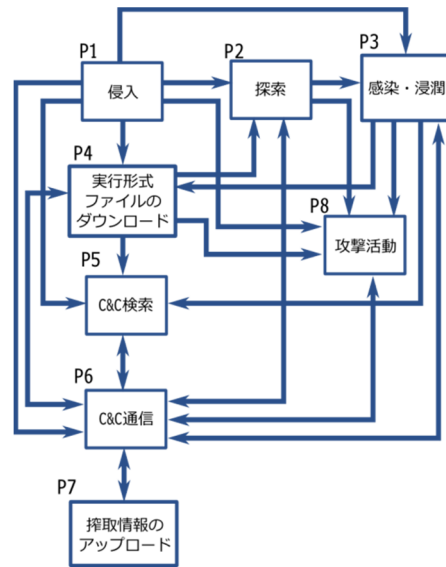 P1
侵入
P2
探索
P3
感染・浸潤
P4
実行形式
ファイルの
ダウンロード
P8
攻撃活動
P5
C&C検索
P6
C&C通信
P7
搾取情報の
アップロード